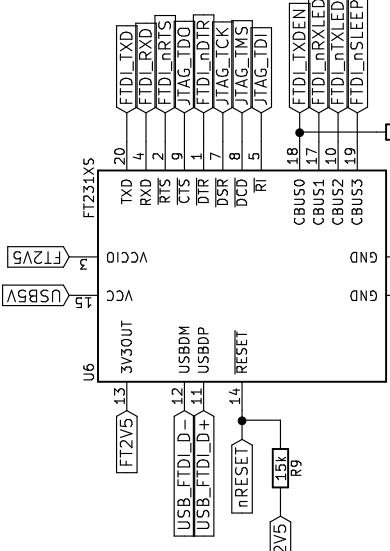 FTDI_TXD
FTDI_RXD
FTDI_nRTS
JTAG_TDO
FTDI_nDTR
JTAG_TCK
JTAG_TMS
JTAG_TDI
FTDI_TXDEN
FTDI_nRXLED
FTDI_nTXLED
FTDI_nSLEEP
20
4
2
9
1
7
8
5
18
17
10
19
FT231XS
TXD
RXD
RTS
CTS
DTR
DSR
DCD
RI
CBUS0
CBUS1
CBUS2
CBUS3
FT2V5
3
VCCIO
GND
USB5V
15
VCC
GND
3V3OUT
USBDM
USBDP
RESET
U6
13
12
11
14
FT2V5
USB_FTDI_D-
USB_FTDI_D+
nRESET
15k
R9
2V5